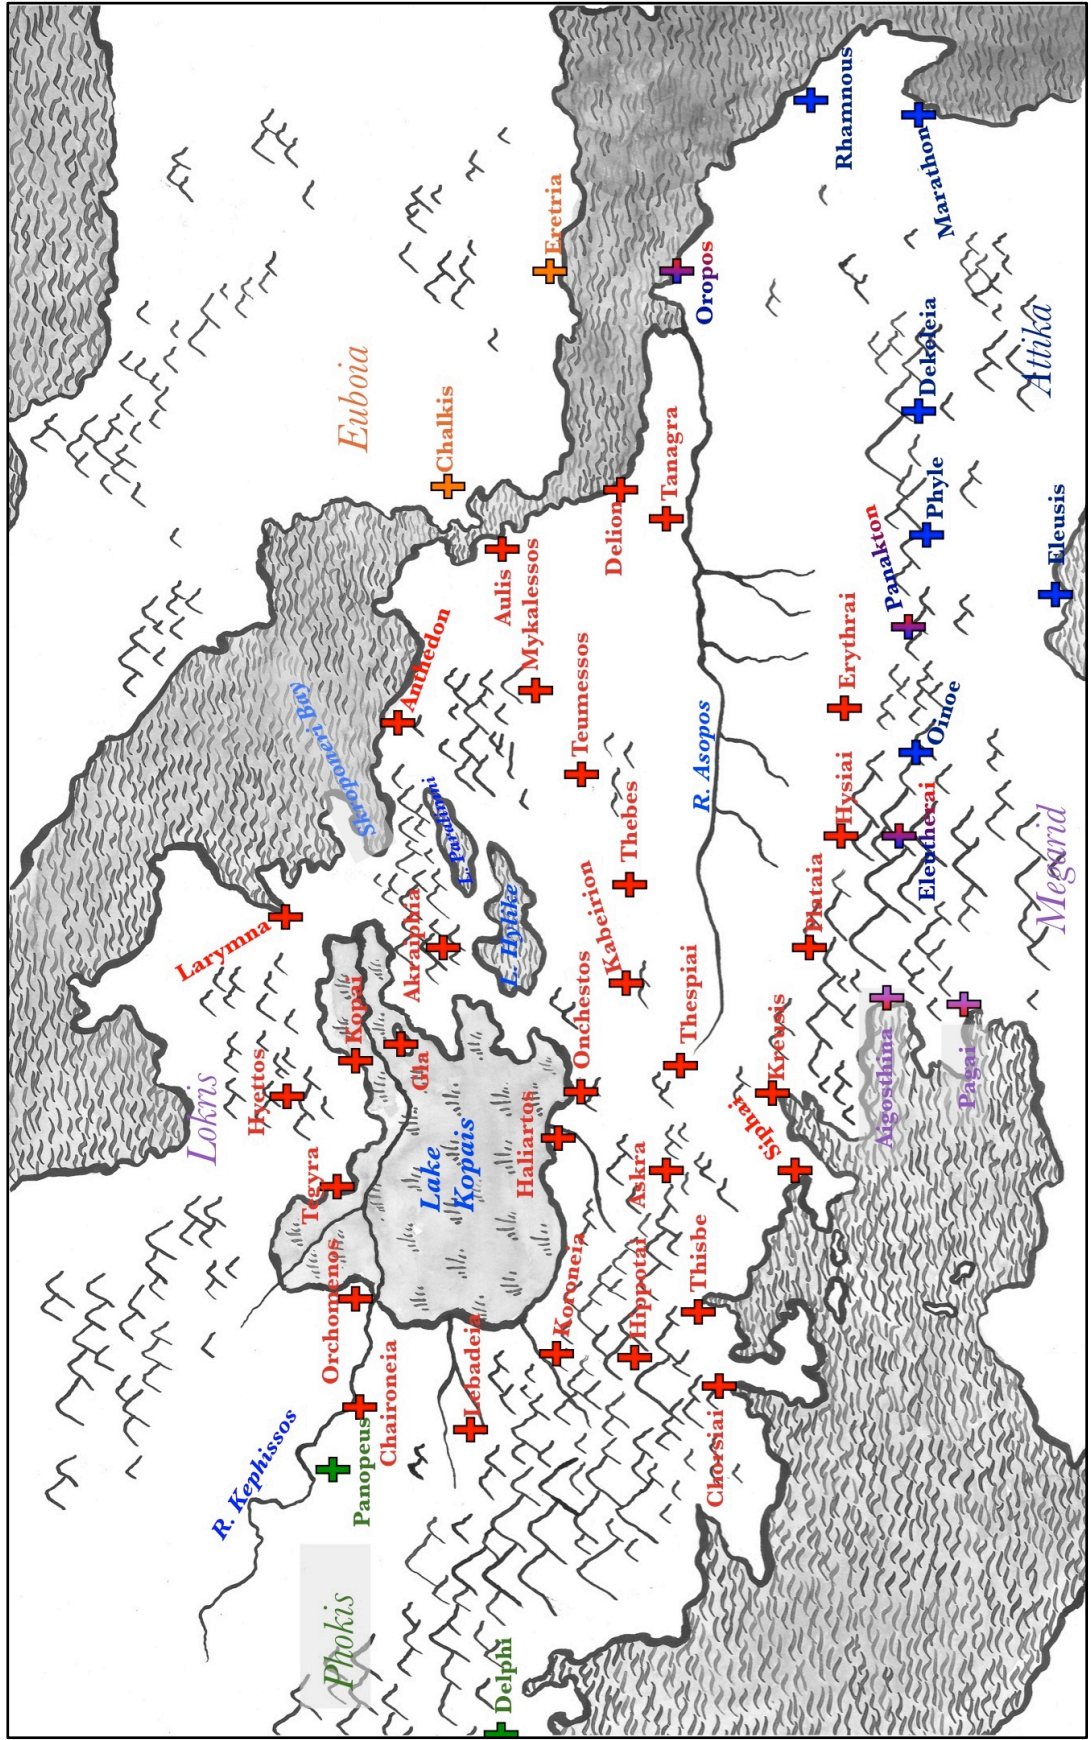 Phokis
Delphi
R. Kephissos
Panopeus
Chaironeia
Orchomenos
Lebadeia
Tegyra
Hyettos
Lokris
Larymna
Kopai
Gla
Akraiphia
Lake
Kopais
Haliartos
Onchestos
Koroneia
Hippotai
Askra
Thisbe
Chorsiai
Siphai
Kreusis
Thespiai
Kabeirion
Thebes
L. Hylike
L. Paralimni
Skroponeri Bay
Anthedon
Euboia
Chalkis
Eretria
Aulis
Mykalessos
Teumessos
Delion
Tanagra
Oropos
R. Asopos
Plataia
Hysiai
Erythrai
Eleutherai
Oinoe
Panakton
Phyle
Dekeleia
Rhamnous
Marathon
Attika
Eleusis
Megarid
Aigosthina
Pagai